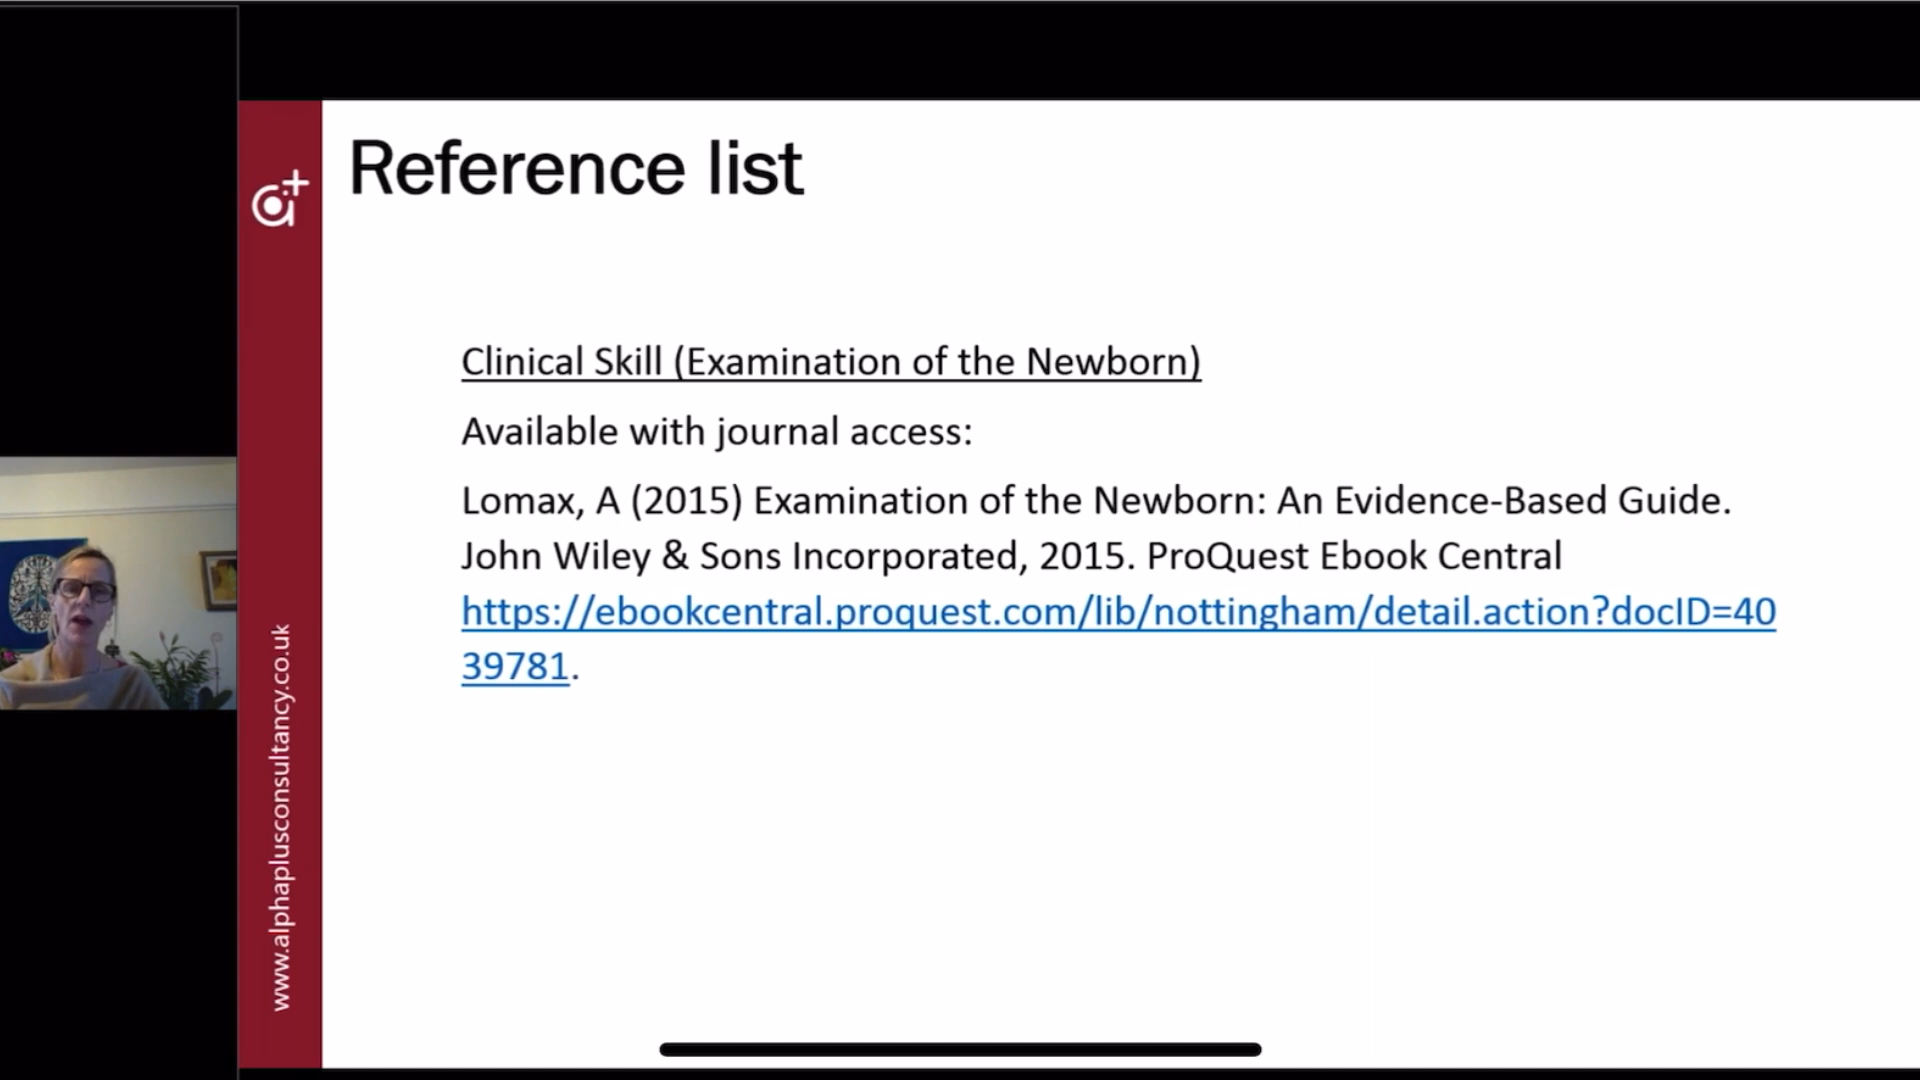 Reference list
Clinical Skill (Examination of the Newborn)
Available with journal access:
Lomax, A (2015) Examination of the Newborn: An Evidence-Based Guide.
John Wiley & Sons Incorporated, 2015. ProQuest Ebook Central
https://ebookcentral.proquest.com/lib/nottingham/detail.action?docID=40
39781.
www.alphaplusconsultancy.co.uk